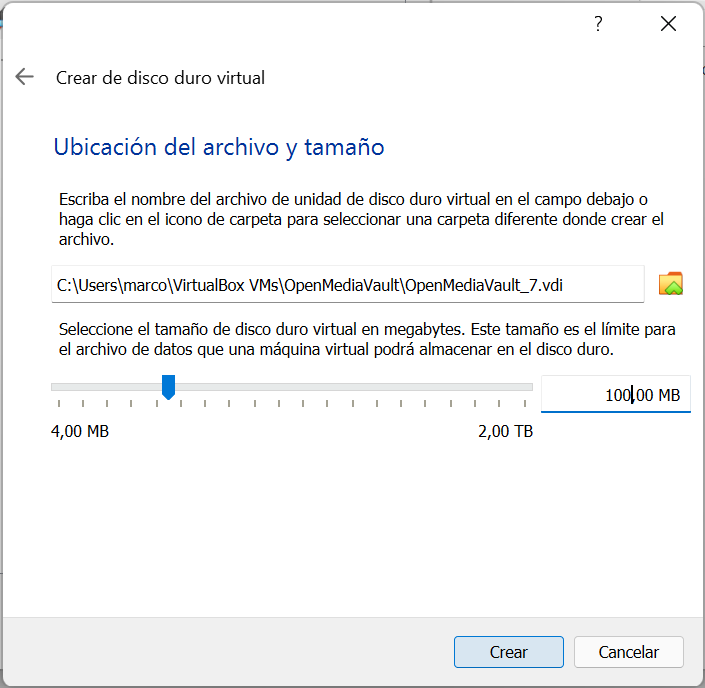 ?
Crear de disco duro virtual
Ubicación del archivo y tamaño
Escriba el nombre del archivo de unidad de disco duro virtual en el campo debajo o
haga clic en el icono de carpeta para seleccionar una carpeta diferente donde crear el
archivo.
C:\Users\marco\VirtualBox VMs\OpenMediaVault\OpenMediaVault_7.vdi
Seleccione el tamaño de disco duro virtual en megabytes. Este tamaño es el límite para
el archivo de datos que una máquina virtual podrá almacenar en el disco duro.
100,00 MB
4,00 MB 2,00 TB
Crear Cancelar